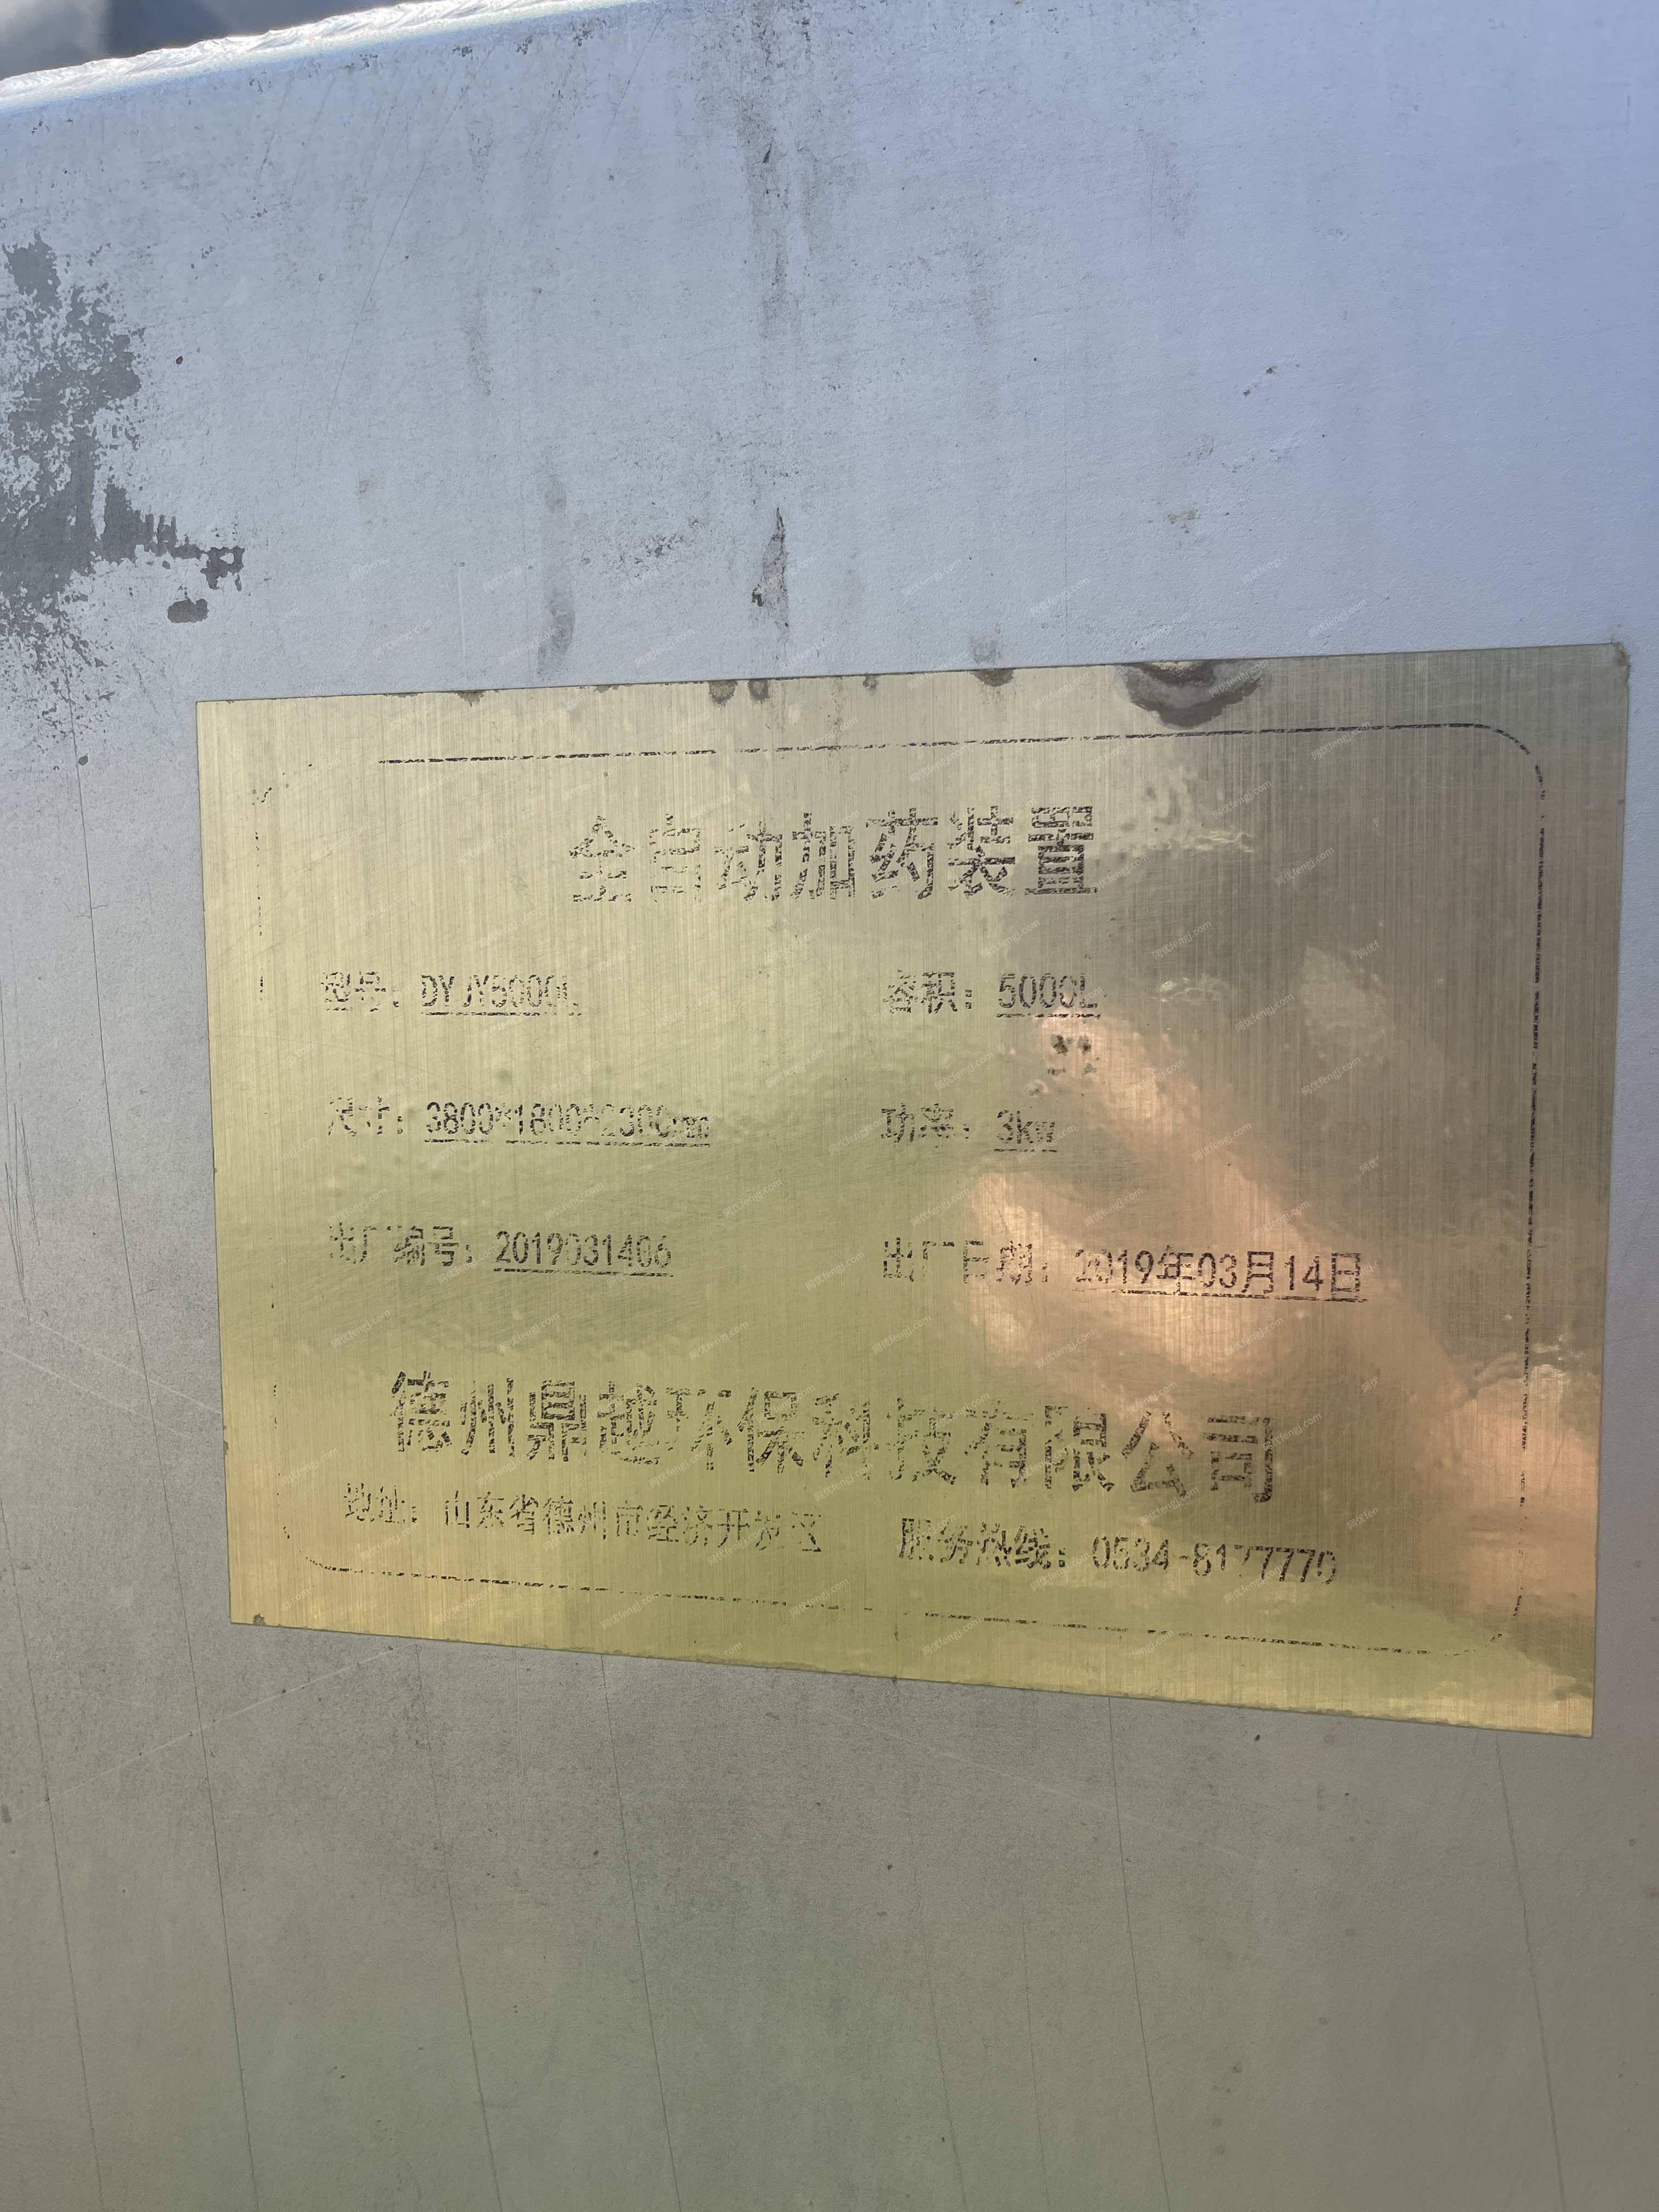 全自动加药装置
型号：DYJY5000L 容积：5000L
尺寸：3800*1800*2300mm 功率：3kw
出厂编号：2019031406 出厂日期：2019年03月14日
德州鼎越环保科技有限公司
地址：山东省德州市经济开发区 服务热线：0534-8177770